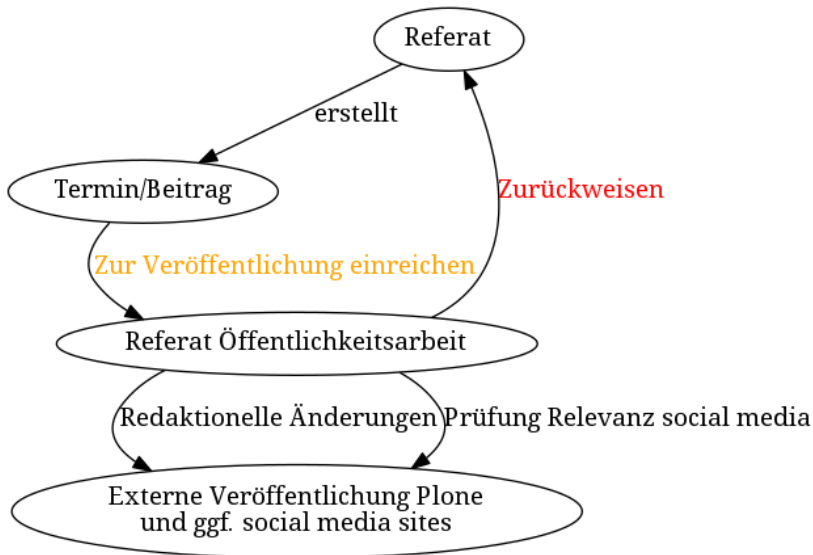 Referat
erstellt
Termin/Beitrag
Zurückweisen
Zur Veröffentlichung einreichen
Referat Öffentlichkeitsarbeit
Redaktionelle Änderungen
Prüfung Relevanz social media
Externe Veröffentlichung Plone
und ggf. social media sites